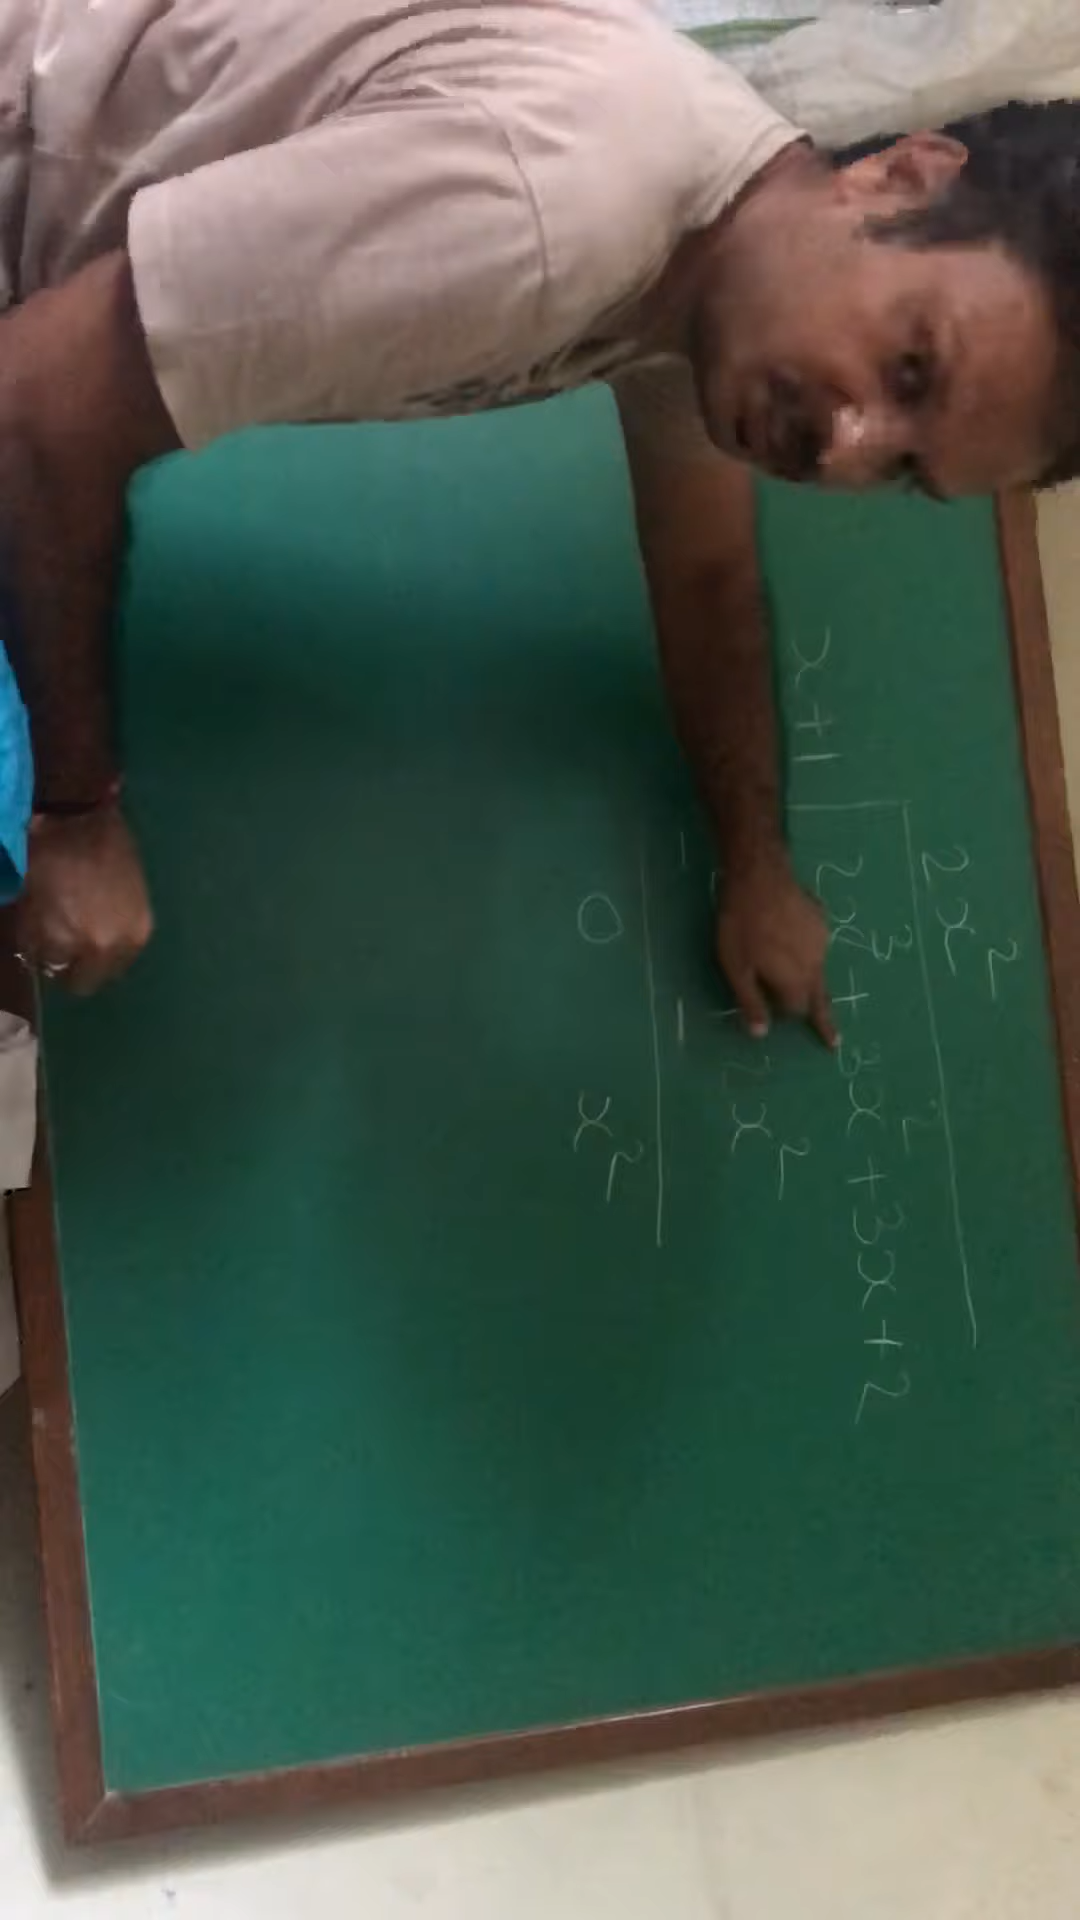 2x²
x+1 2x³+3x²+3x+2
+2x²
- -
0 x²